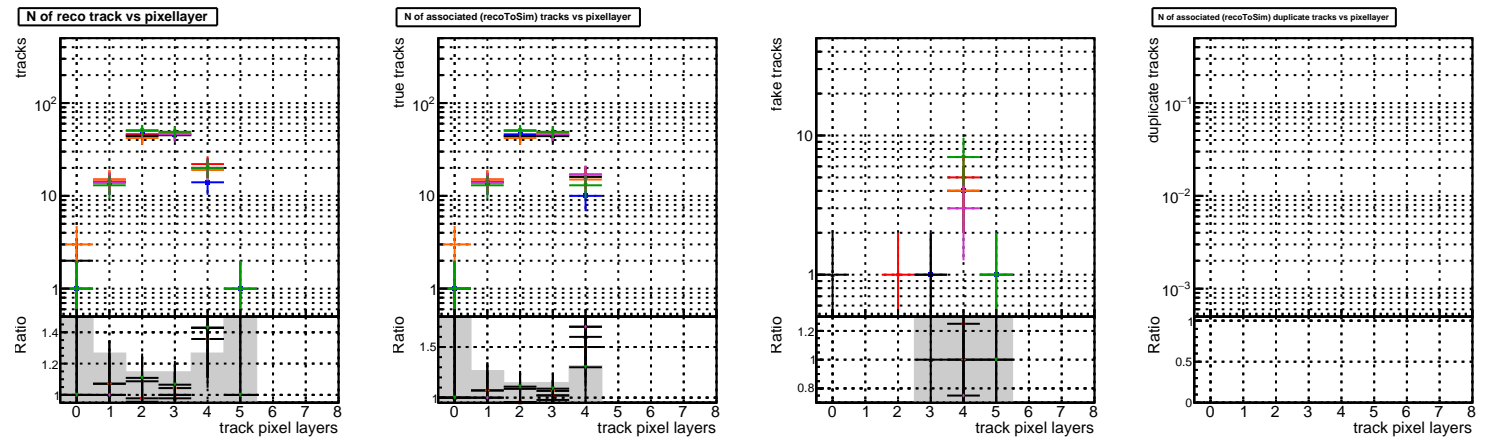 N of reco track vs pixellayer
tracks
10²
10
1
Ratio
1.4
1.2
1
0 1 2 3 4 5 6 7 8
track pixel layers
N of associated (recoToSim) tracks vs pixellayer
true tracks
10²
10
1
Ratio
1.5
1
0 1 2 3 4 5 6 7 8
track pixel layers
fake tracks
10
1
Ratio
1.2
1
0.8
0 1 2 3 4 5 6 7 8
track pixel layers
N of associated (recoToSim) duplicate tracks vs pixellayer
duplicate tracks
10⁻¹
10⁻²
10⁻³
Ratio
1
0.5
0
0 1 2 3 4 5 6 7 8
track pixel layers